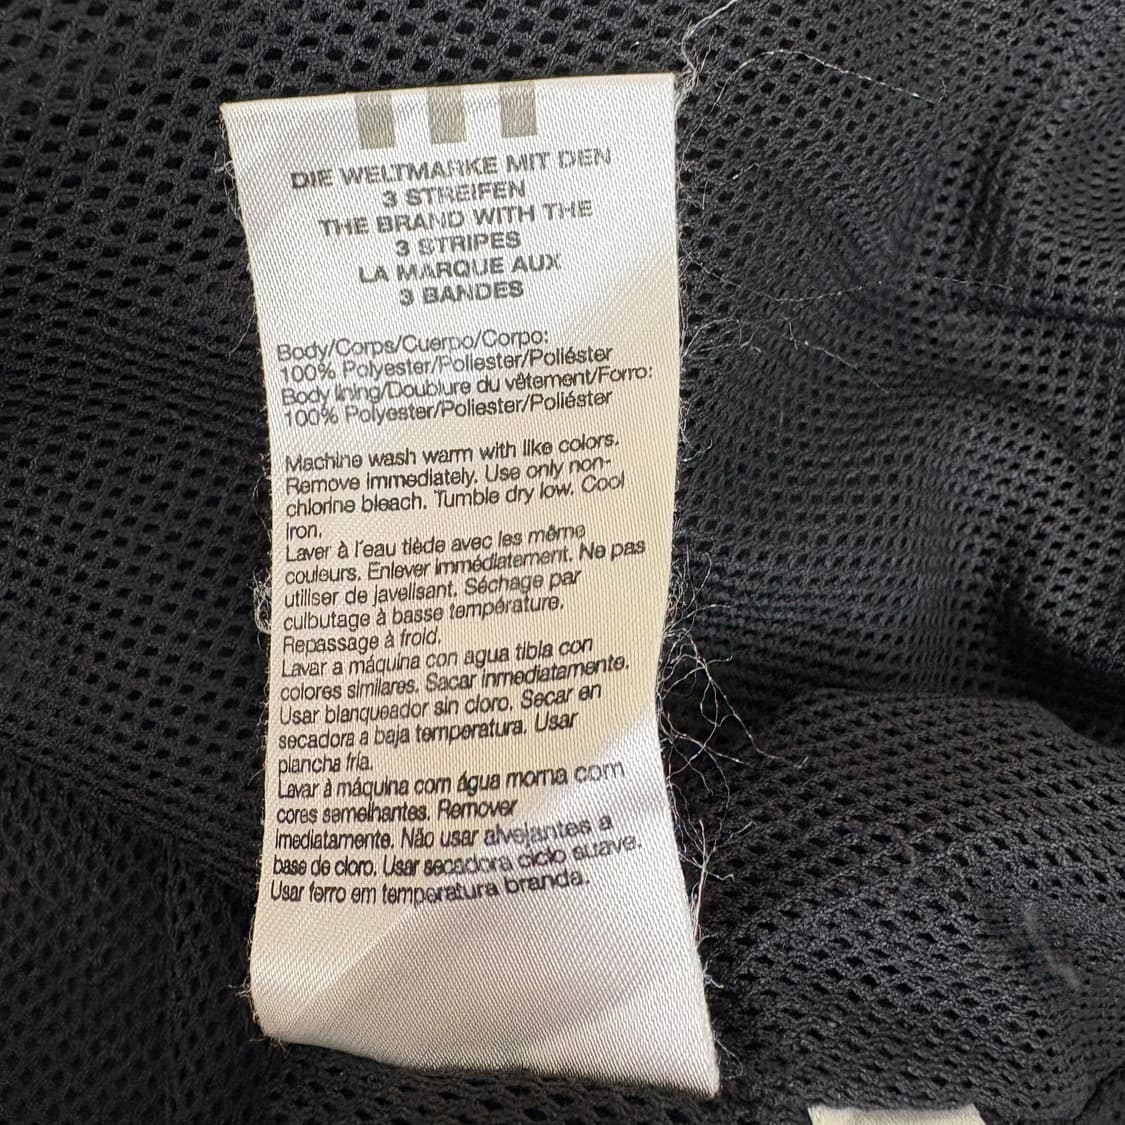 DIE WELTMARKE MIT DEN
3 STREIFEN
THE BRAND WITH THE
3 STRIPES
LA MARQUE AUX
3 BANDES
Body/Corps/Cuerpo/Corpo:
100% Polyester/Poliester/Poliéster
Body lining/Doublure du vêtement/Forro:
100% Polyester/Poliester/Poliéster
Machine wash warm with like colors.
Remove Immediately. Use only non-
chlorine bleach. Tumble dry low. Cool
iron.
Laver à l'eau tiède avec les même
couleurs. Enlever immédiatement. Ne pas
utiliser de javelisant. Séchage par
culbutage à basse température.
Repassage à froid.
Lavar a máquina con agua tibia con
colores similares. Sacar inmediatamente.
Usar blanqueador sin cloro. Secar en
secadora a baja temperatura. Usar
plancha fria.
Lavar à máquina com água morna com
cores semelhantes. Remover
Imediatamente. Não usar alvejantes a
base de cloro. Usar secadora ciclo suave.
Usar ferro em temperatura branda.